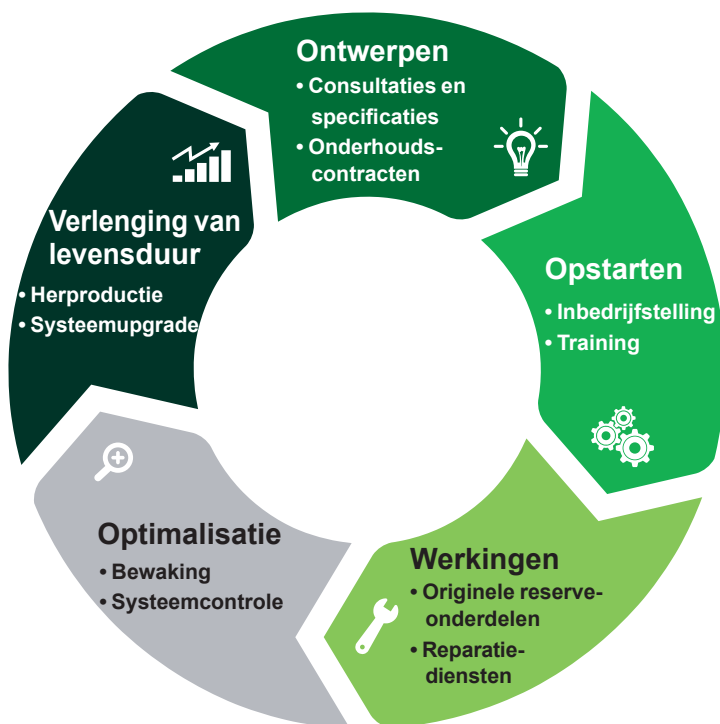 Ontwerpen
• Consultaties en
specificaties
• Onderhouds-
contracten
Opstarten
• Inbedrijfstelling
• Training
Werkingen
• Originele reserve-
onderdelen
• Reparatie-
diensten
Optimalisatie
• Bewaking
• Systeemcontrole
Verlenging van
levensduur
• Herproductie
• Systeemupgrade